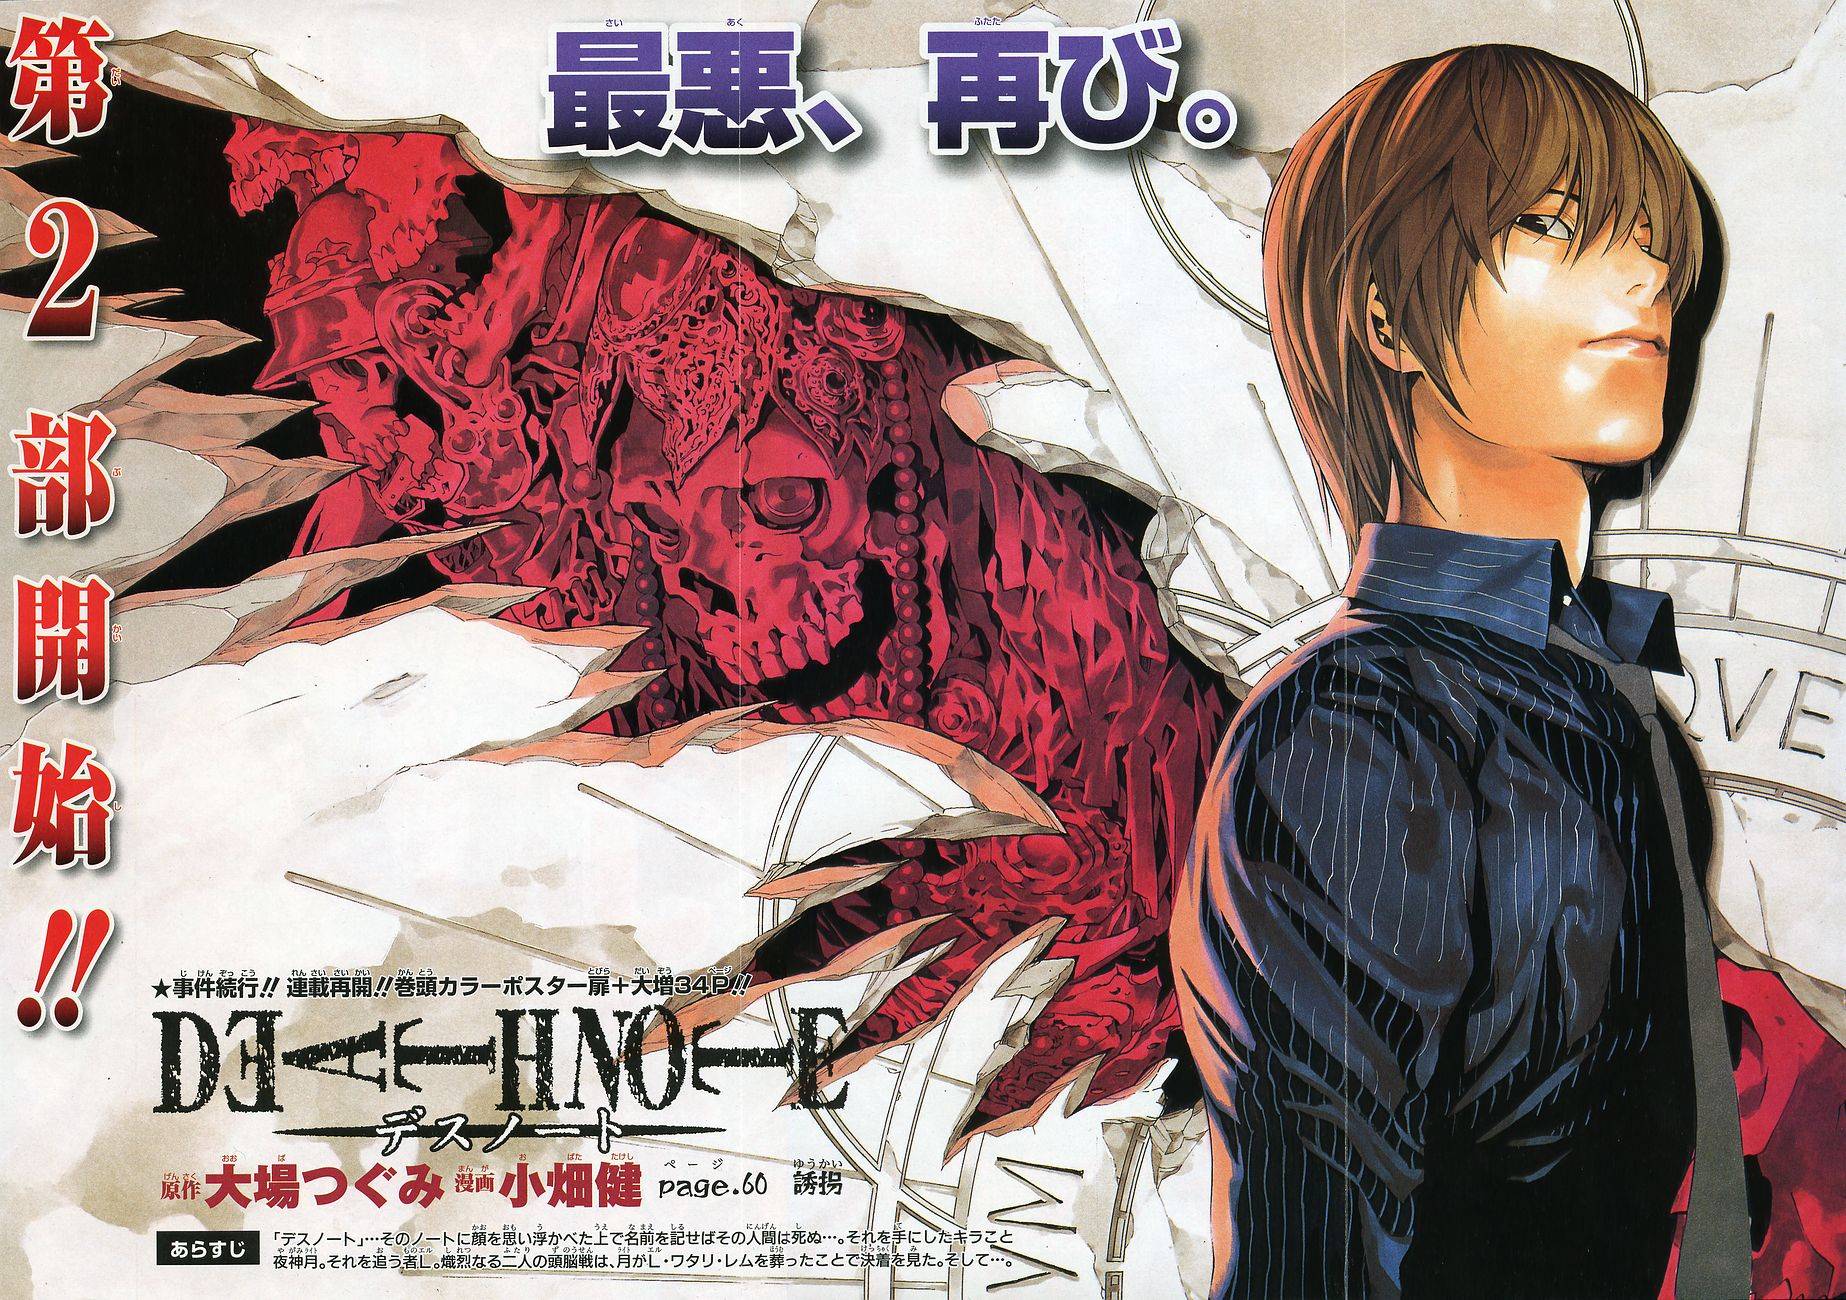 第2部開始!!
最悪、再び。
★事件続行!! 連載再開!! 巻頭カラーポスター扉+大増34P!!
DEATH NOTE
デスノート
原作 大場つぐみ 漫画 小畑健 page.60 誘拐
あらすじ
「デスノート」…そのノートに顔を思い浮かべた上で名前を記せばその人間は死ぬ…。それを手にしたキラこと
夜神月。それを追う者L。熾烈なる二人の頭脳戦は、月がL・ワタリ・レムを葬ったことで決着を見た。そして…。
VE
VM